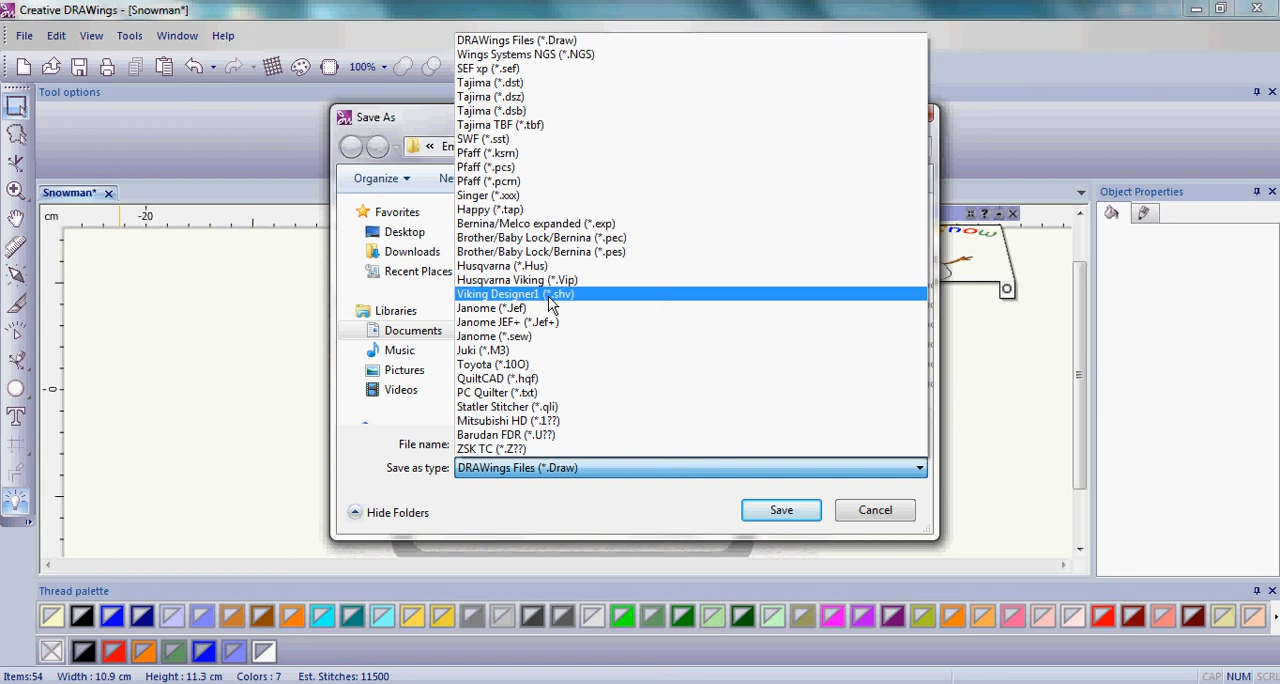 Creative DRAWings - [Snowman*]
File Edit View Tools Window Help
100%
Tool options
Snowman*
cm
-20
0
Save As
Organize
Favorites
Desktop
Downloads
Recent Places
Libraries
Documents
Music
Pictures
Videos
DRAWings Files (*.Draw)
Wings Systems NGS (*.NGS)
SEF xp (*.sef)
Tajima (*.dst)
Tajima (*.dsz)
Tajima (*.dsb)
Tajima TBF (*.tbf)
SWF (*.sst)
Pfaff (*.ksm)
Pfaff (*.pcs)
Pfaff (*.pcm)
Singer (*.xxx)
Happy (*.tap)
Bernina/Melco expanded (*.exp)
Brother/Baby Lock/Bernina (*.pec)
Brother/Baby Lock/Bernina (*.pes)
Husqvarna (*.Hus)
Husqvarna Viking (*.Vip)
Viking Designer1 (*.shv)
Janome (*.Jef)
Janome JEF+ (*.Jef+)
Janome (*.sew)
Juki (*.M3)
Toyota (*.10O)
QuiltCAD (*.hqf)
PC Quilter (*.txt)
Statler Stitcher (*.qli)
Mitsubishi HD (*.1??)
Barudan FDR (*.U??)
ZSK TC (*.Z??)
File name:
Save as type: DRAWings Files (*.Draw)
Hide Folders
Save
Cancel
Object Properties
Thread palette
Items:54 Width : 10.9 cm Height : 11.3 cm Colors : 7 Est. Stitches: 11500
CAP NUM SCRL